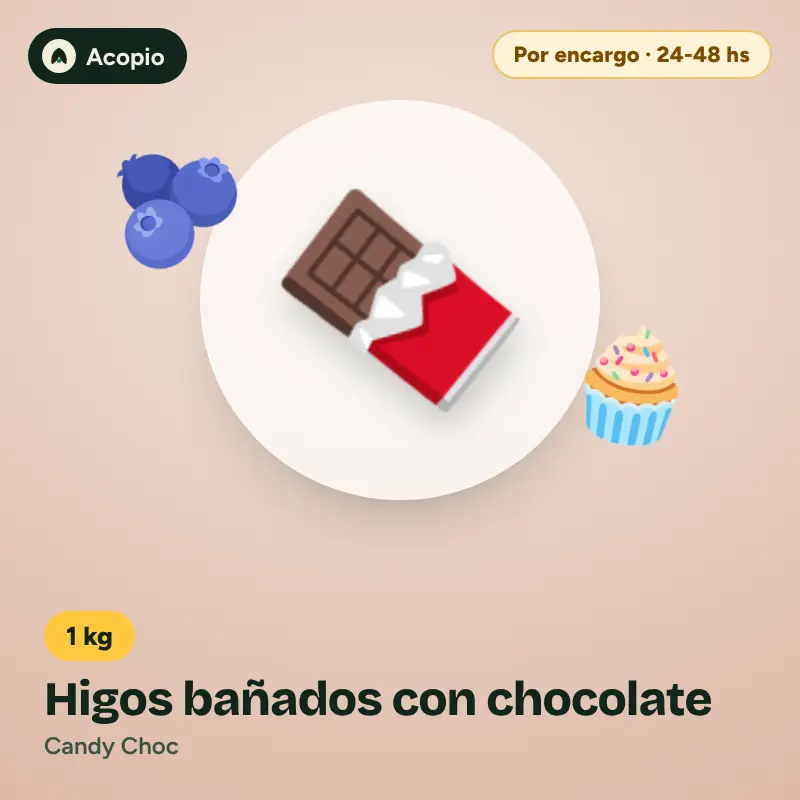 Acopio
Por encargo · 24-48 hs
1 kg
Higos bañados con chocolate
Candy Choc